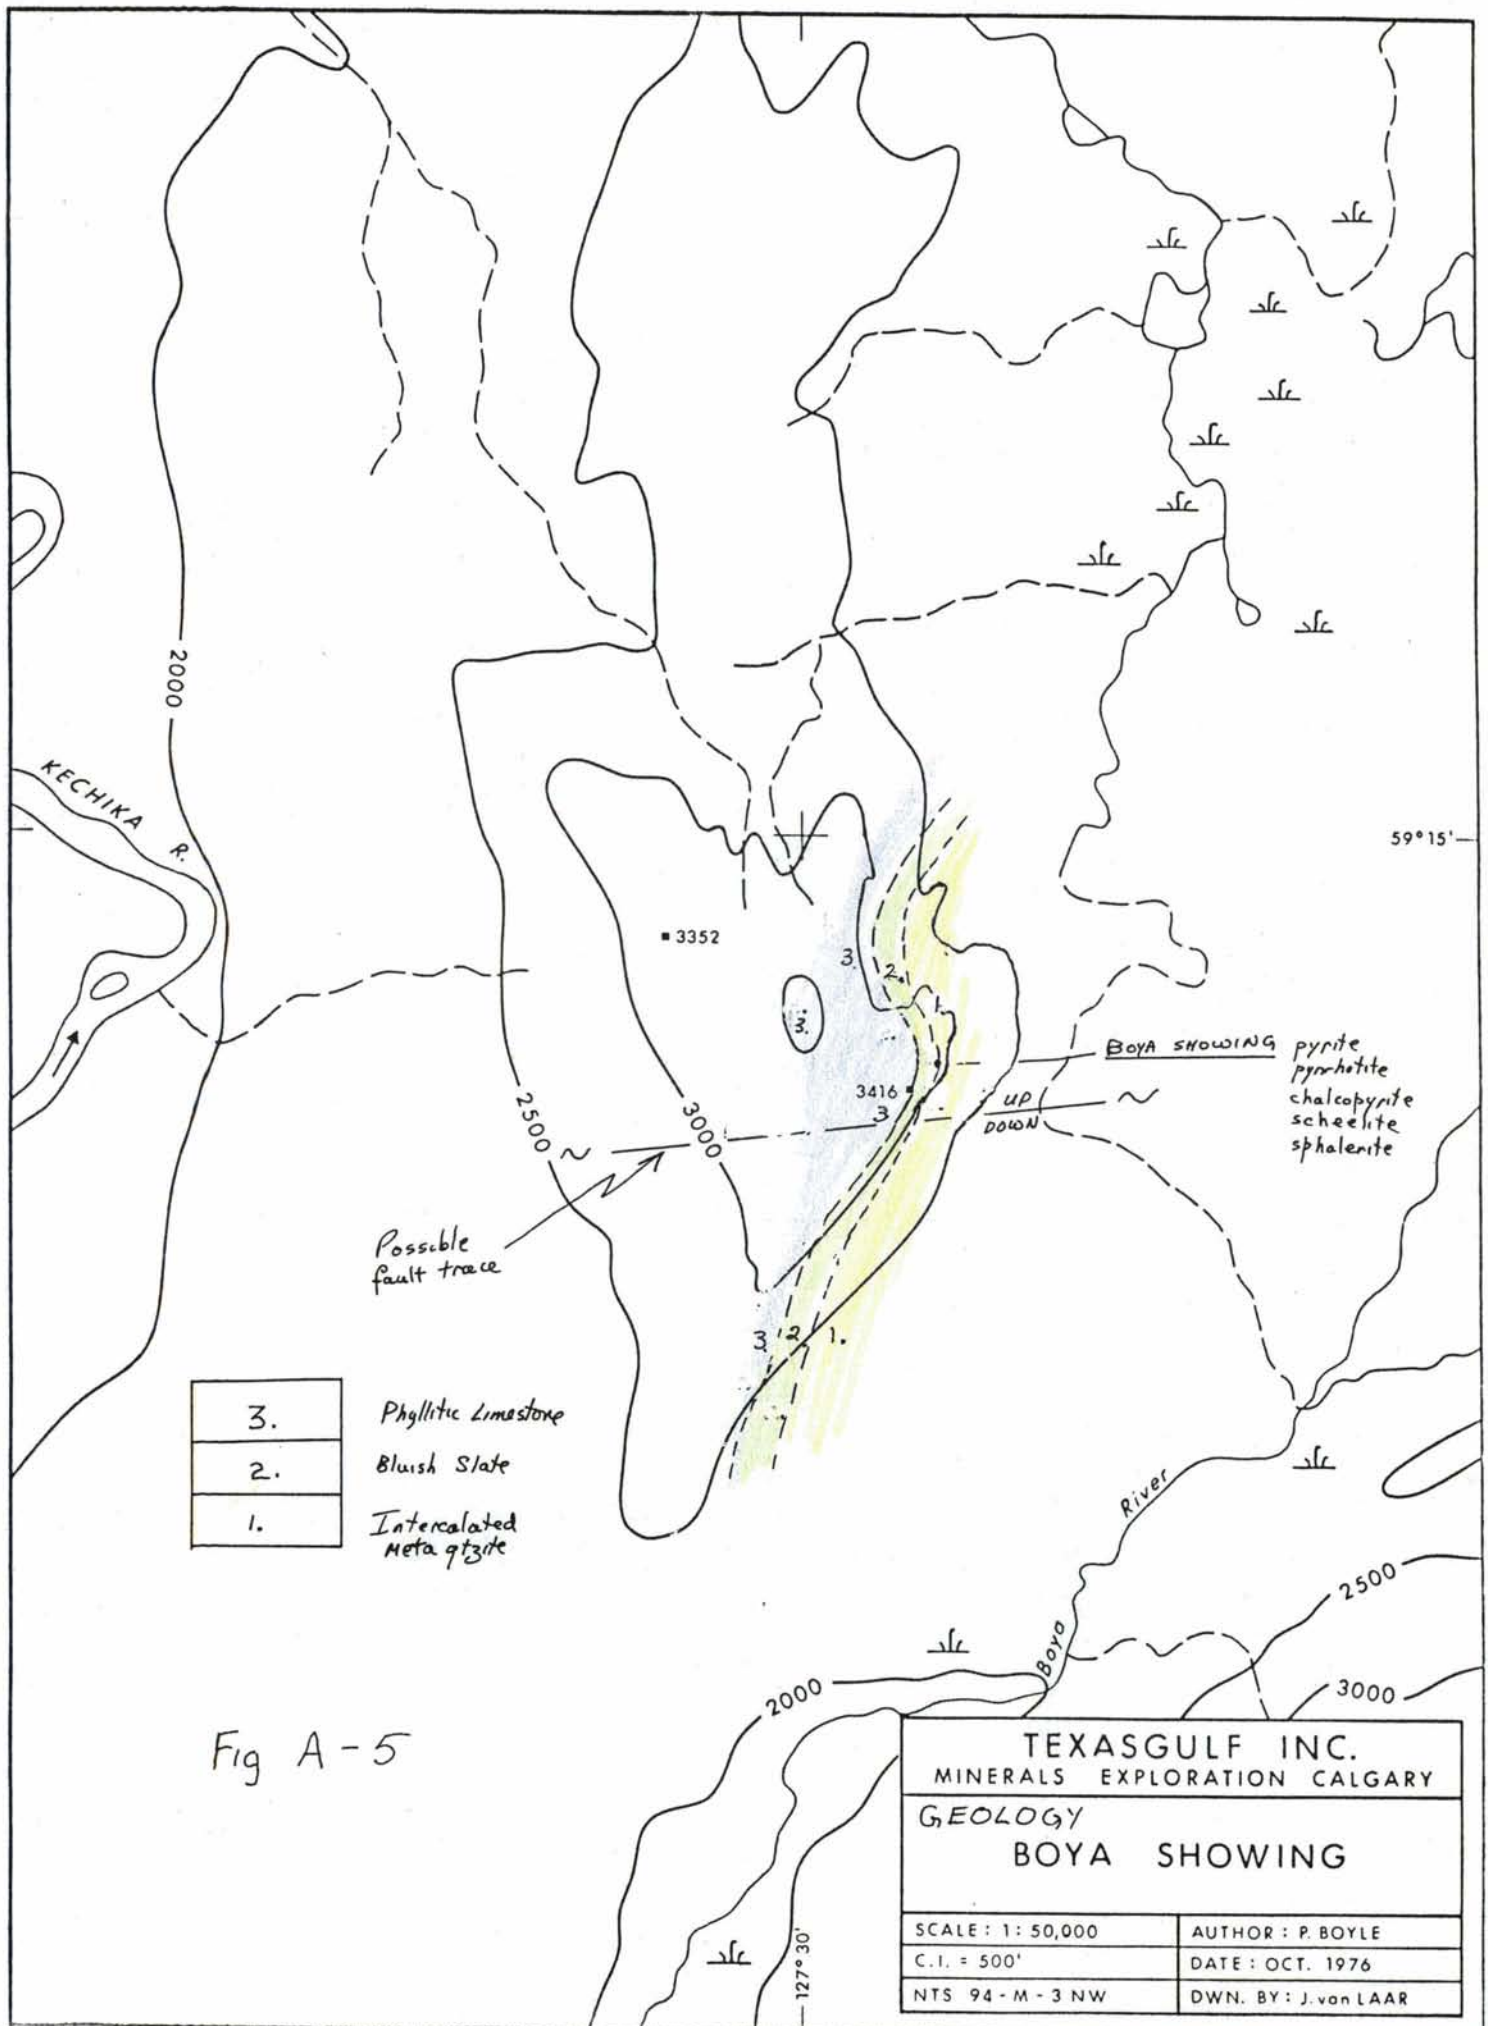 2000
KECHIKA
R.
59°15'
3352
3.
2.
1.
3.
BOYA SHOWING
pyrite
pyrrhotite
chalcopyrite
scheelite
sphalerite
3416
3
UP
DOWN
2500
3000
Possible
fault trace
3. 2 1.
3. Phyllitic Limestone
2. Bluish Slate
1. Intercalated
Meta qtzite
River
Boya
2500
3000
2000
Fig A-5
127° 30'
TEXASGULF INC.
MINERALS EXPLORATION CALGARY
GEOLOGY
BOYA SHOWING
SCALE : 1 : 50,000
AUTHOR : P. BOYLE
C.I. = 500'
DATE : OCT. 1976
NTS 94 - M - 3 NW
DWN. BY : J. van LAAR